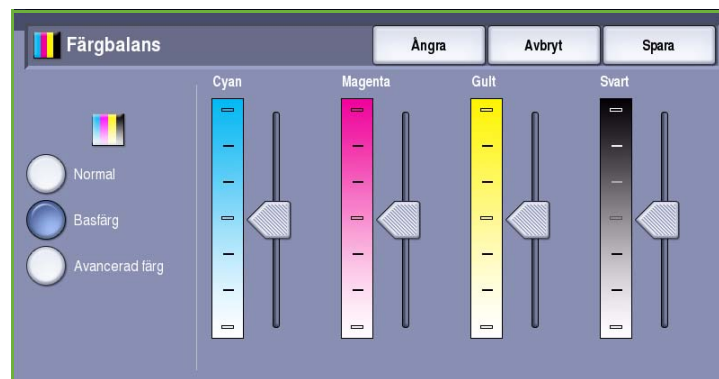 Färgbalans
Ångra
Avbryt
Spara
Cyan
Magenta
Gult
Svart
Normal
Basfärg
Avancerad färg